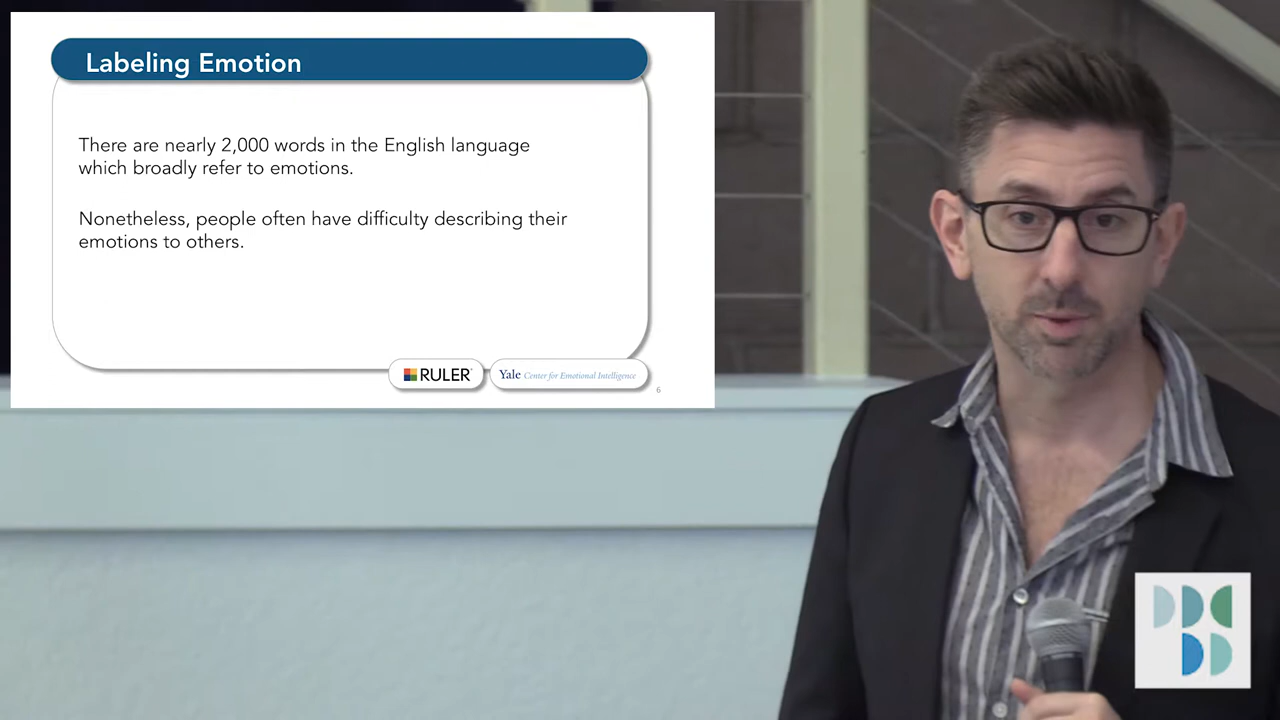 Labeling Emotion
There are nearly 2,000 words in the English language
which broadly refer to emotions.
Nonetheless, people often have difficulty describing their
emotions to others.
RULER
Yale Center for Emotional Intelligence
6